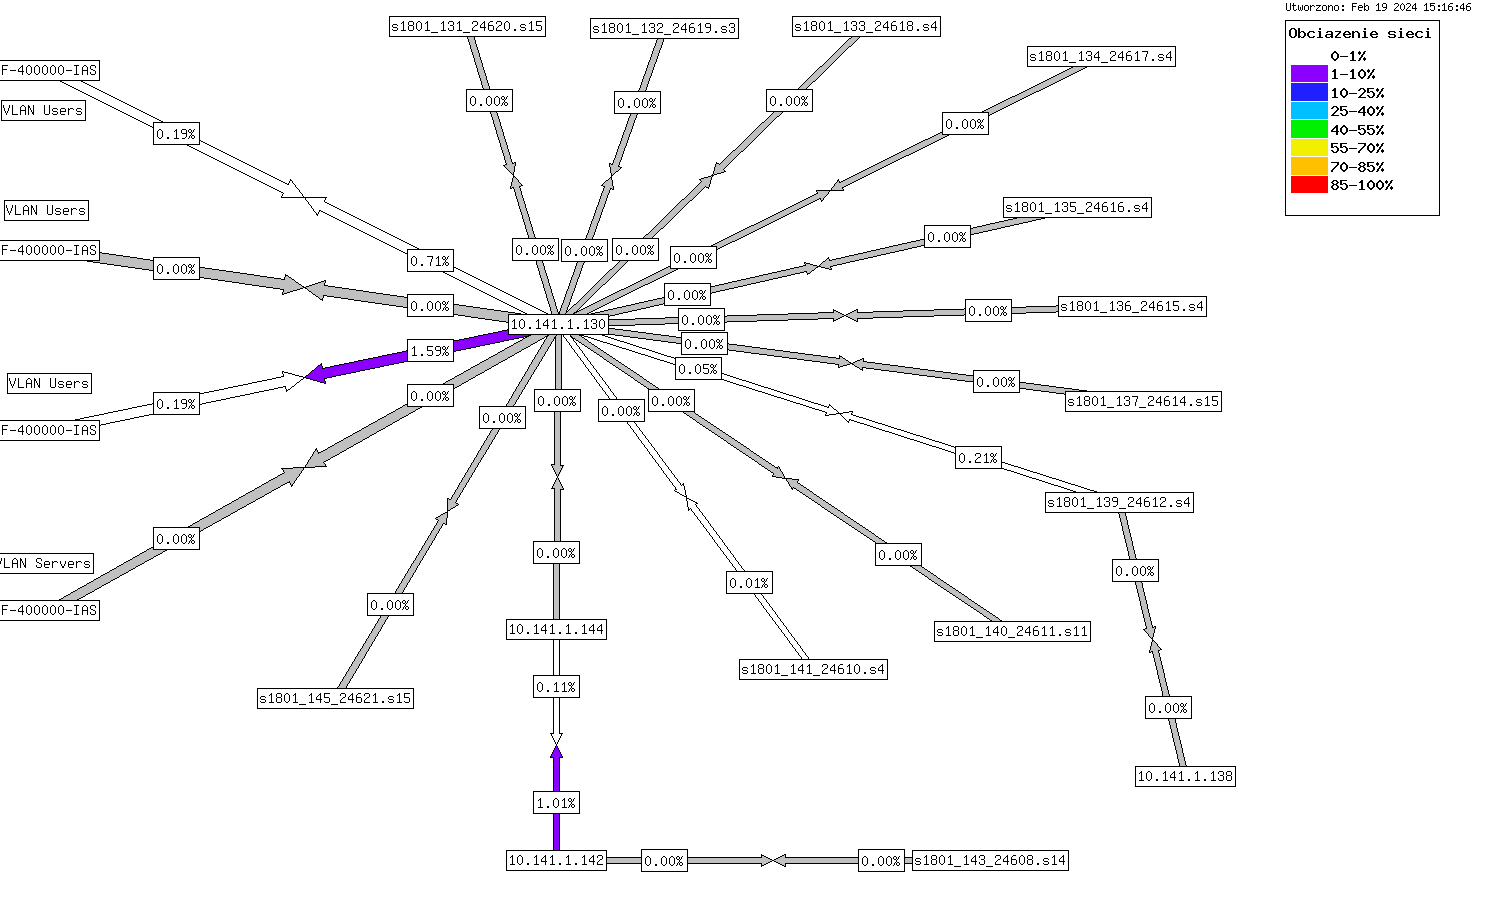 Utworzono: Feb 19 2024 15:16:46
Obciazenie sieci
0-1%
1-10%
10-25%
25-40%
40-55%
55-70%
70-85%
85-100%
s1801_131_24620.s15
s1801_132_24619.s3
s1801_133_24618.s4
s1801_134_24617.s4
F-400000-IAS
0.00%
0.00%
0.00%
VLAN Users
0.00%
0.19%
VLAN Users
s1801_135_24616.s4
0.00%
F-400000-IAS
0.00%
0.00%
0.00%
0.00%
0.71%
0.00%
0.00%
0.00%
0.00%
s1801_136_24615.s4
0.00%
0.00%
10.141.1.130
0.00%
1.59%
0.05%
VLAN Users
0.00%
s1801_137_24614.s15
0.00%
0.19%
0.00%
0.00%
0.00%
0.00%
F-400000-IAS
0.21%
s1801_139_24612.s4
0.00%
0.00%
0.00%
VLAN Servers
0.00%
0.01%
F-400000-IAS
0.00%
10.141.1.144
s1801_140_24611.s11
s1801_141_24610.s4
0.11%
s1801_145_24621.s15
0.00%
10.141.1.138
1.01%
10.141.1.142
0.00%
0.00%
s1801_143_24608.s14